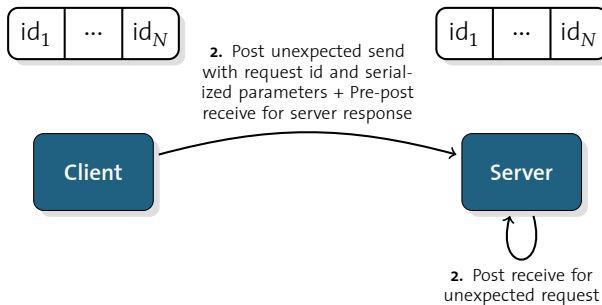 id1 ... idN
id1 ... idN
2. Post unexpected send
with request id and serial-
ized parameters + Pre-post
receive for server response
Client
Server
2. Post receive for
unexpected request